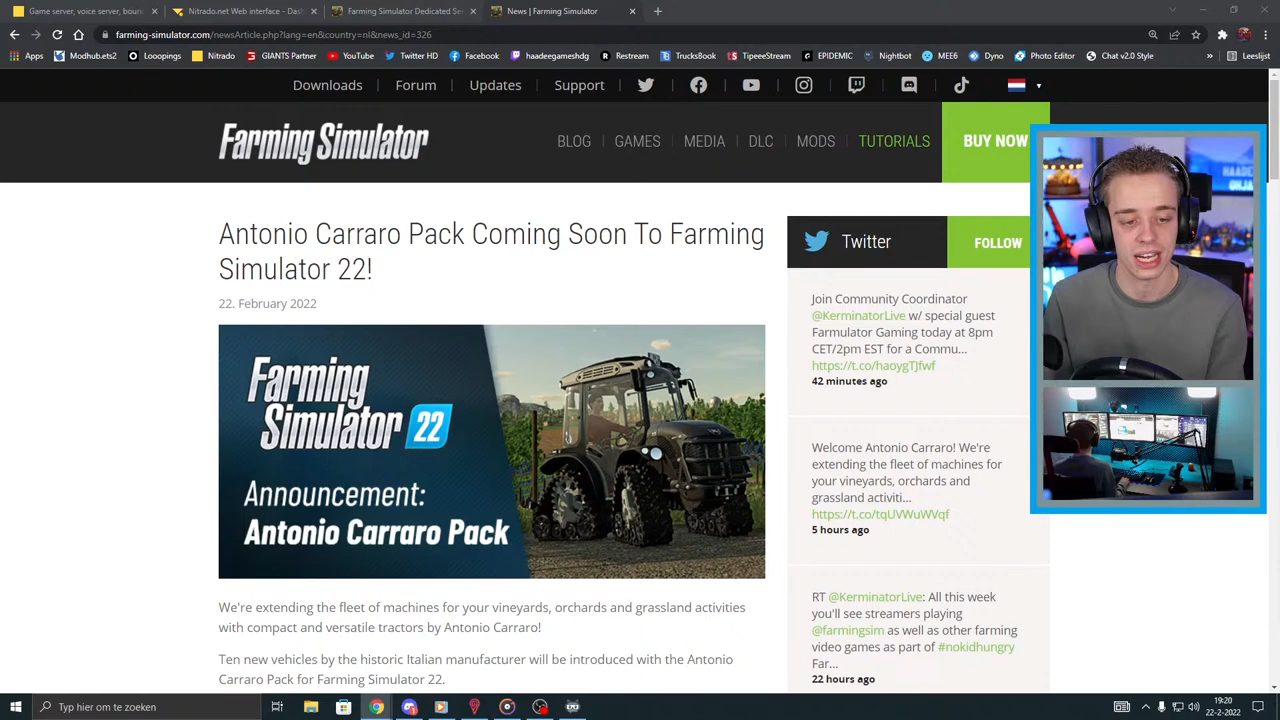 Game server, voice server, boun
Nitrado.net Web interface - Dash
Farming Simulator Dedicated Ser
News | Farming Simulator
farming-simulator.com/newsArticle.php?lang=en&country=nl&news_id=326
Apps
Modhub.ets2
Looopings
Nitrado
GIANTS Partner
YouTube
Twitter HD
Facebook
haadeegameshdg
Restream
TrucksBook
TipeeeStream
EPIDEMIC
Nightbot
MEE6
Dyno
Photo Editor
Chat v2.0 Style
Leeslijst
Downloads
Forum
Updates
Support
Farming Simulator
BLOG
GAMES
MEDIA
DLC
MODS
TUTORIALS
BUY NOW
Antonio Carraro Pack Coming Soon To Farming
Simulator 22!
22. February 2022
Farming
Simulator 22
Announcement:
Antonio Carraro Pack
We're extending the fleet of machines for your vineyards, orchards and grassland activities
with compact and versatile tractors by Antonio Carraro!
Ten new vehicles by the historic Italian manufacturer will be introduced with the Antonio
Carraro Pack for Farming Simulator 22.
Twitter
FOLLOW
Join Community Coordinator
@KerminatorLive w/ special guest
Farmulator Gaming today at 8pm
CET/2pm EST for a Commu...
https://t.co/haoygTJfwf
42 minutes ago
Welcome Antonio Carraro! We're
extending the fleet of machines for
your vineyards, orchards and
grassland activiti...
https://t.co/tqUVWuWVqf
5 hours ago
RT @KerminatorLive: All this week
you'll see streamers playing
@farmingsim as well as other farming
video games as part of #nokidhungry
Far...
22 hours ago
Typ hier om te zoeken
19:20
22-2-2022